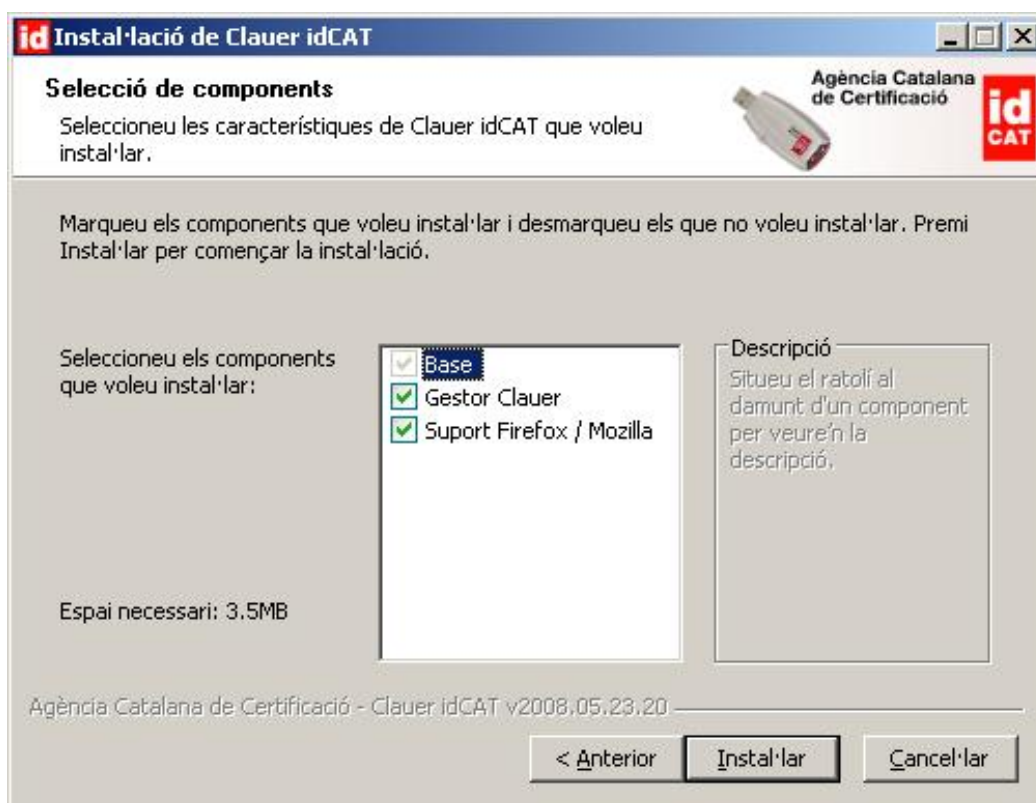 id Instal·lació de Clauer idCAT
Selecció de components
Seleccioneu les característiques de Clauer idCAT que voleu
instal·lar.
Agència Catalana
de Certificació
id
CAT
Marqueu els components que voleu instal·lar i desmarqueu els que no voleu instal·lar. Premi
Instal·lar per començar la instal·lació.
Seleccioneu els components
que voleu instal·lar:
Base
Gestor Clauer
Suport Firefox / Mozilla
Descripció
Situeu el ratolí al
damunt d'un component
per veure'n la
descripció.
Espai necessari: 3.5MB
Agència Catalana de Certificació - Clauer idCAT v2008.05.23.20
< Anterior
Instal·lar
Cancel·lar